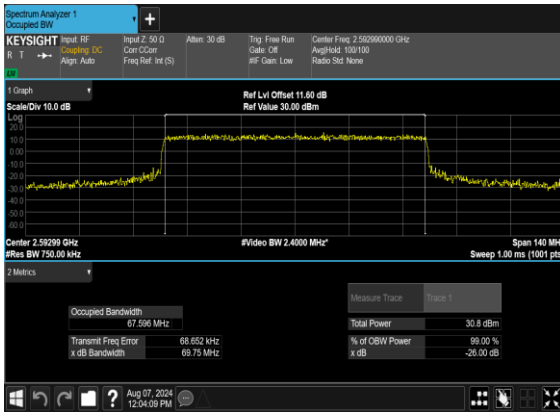 Spectrum Analyzer 1
Occupied BW
+
KEYSIGHT
R T
LXI
Input: RF
Coupling: DC
Align: Auto
Input Z: 50 Ω
Corr CCorr
Freq Ref: Int (S)
Atten: 30 dB
Trig: Free Run
Gate: Off
#IF Gain: Low
Center Freq: 2.592990000 GHz
Avg|Hold: 100/100
Radio Std: None
1 Graph
Scale/Div 10.0 dB
Ref Lvl Offset 11.60 dB
Ref Value 30.00 dBm
Log
20.0
10.0
0.00
-10.0
-20.0
-30.0
-40.0
-50.0
-60.0
Center 2.59299 GHz
#Res BW 750.00 kHz
#Video BW 2.4000 MHz*
Span 140 MH
Sweep 1.00 ms (1001 pts
2 Metrics
Measure Trace Trace 1
Occupied Bandwidth
67.596 MHz
Total Power 30.8 dBm
Transmit Freq Error 68.652 kHz
% of OBW Power 99.00 %
x dB Bandwidth 69.75 MHz
x dB -26.00 dB
?
Aug 07, 2024
12:04:09 PM